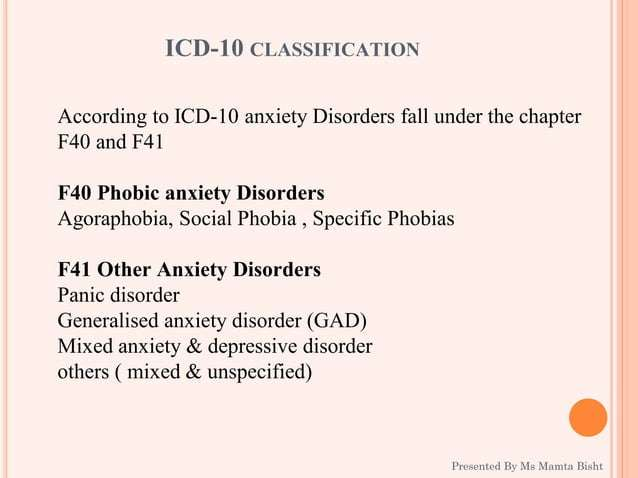 ICD-10 CLASSIFICATION
According to ICD-10 anxiety Disorders fall under the chapter
F40 and F41
F40 Phobic anxiety Disorders
Agoraphobia, Social Phobia , Specific Phobias
F41 Other Anxiety Disorders
Panic disorder
Generalised anxiety disorder (GAD)
Mixed anxiety & depressive disorder
others ( mixed & unspecified)
Presented By Ms Mamta Bisht